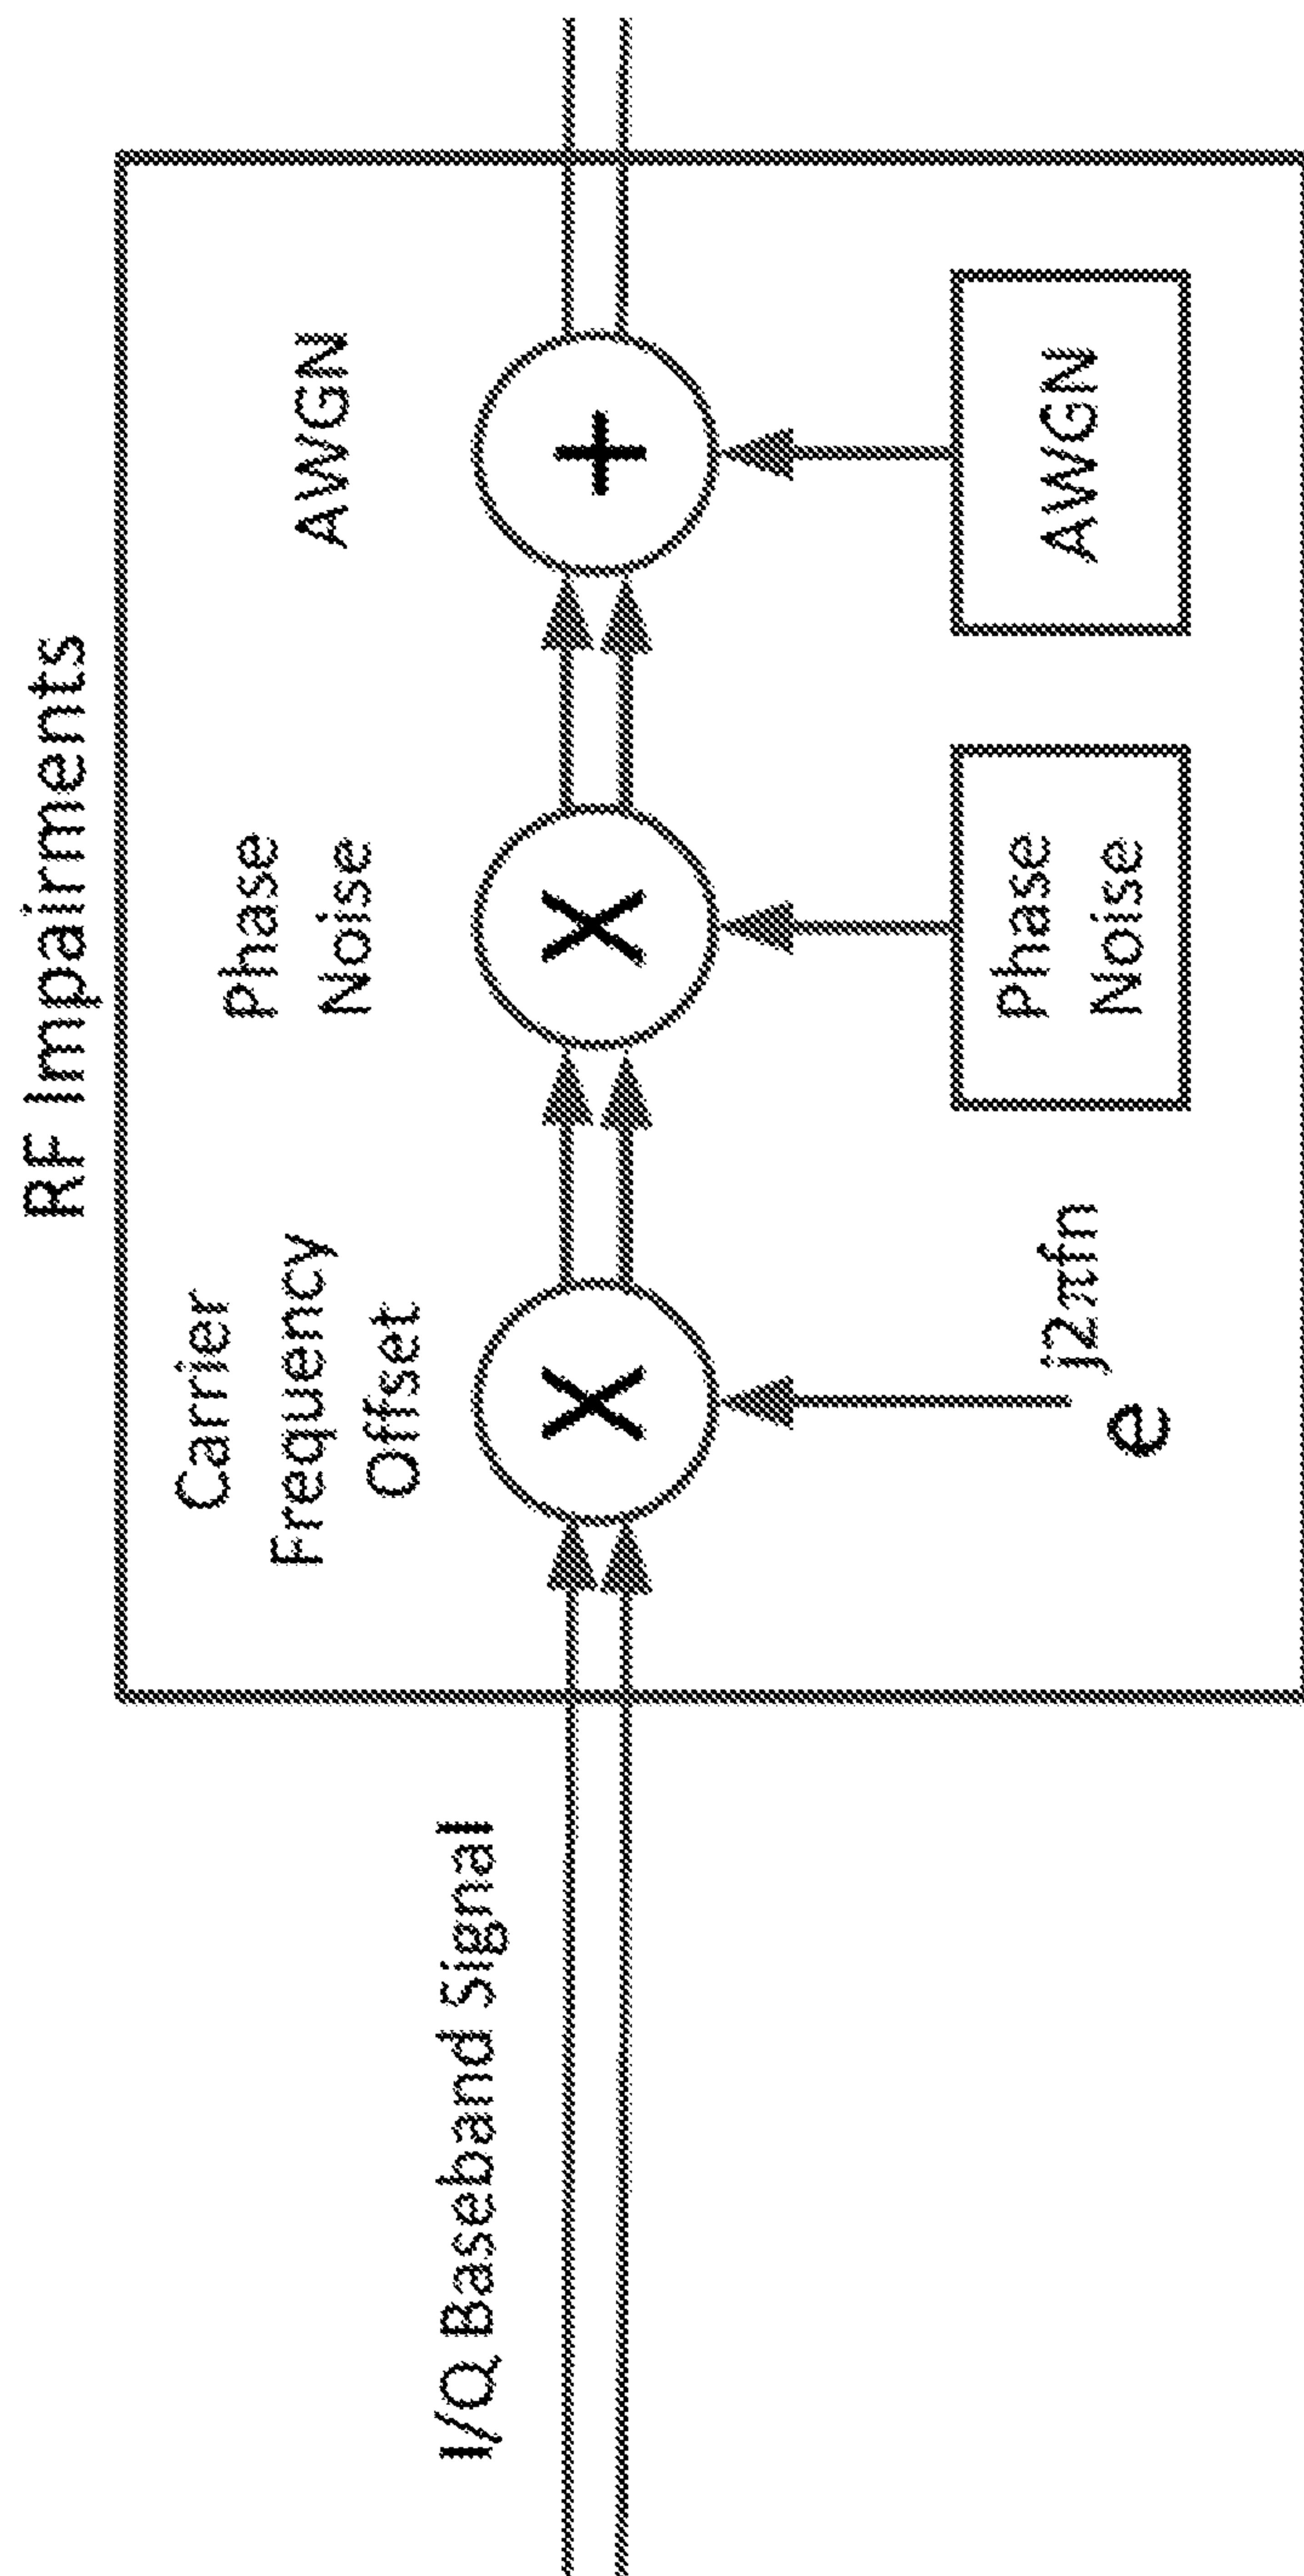 RF Impairments
I/Q Baseband Signal
Carrier
Frequency
Offset
Phase
Noise
AWGN
X
X
+
e j2πfn
Phase
Noise
AWGN